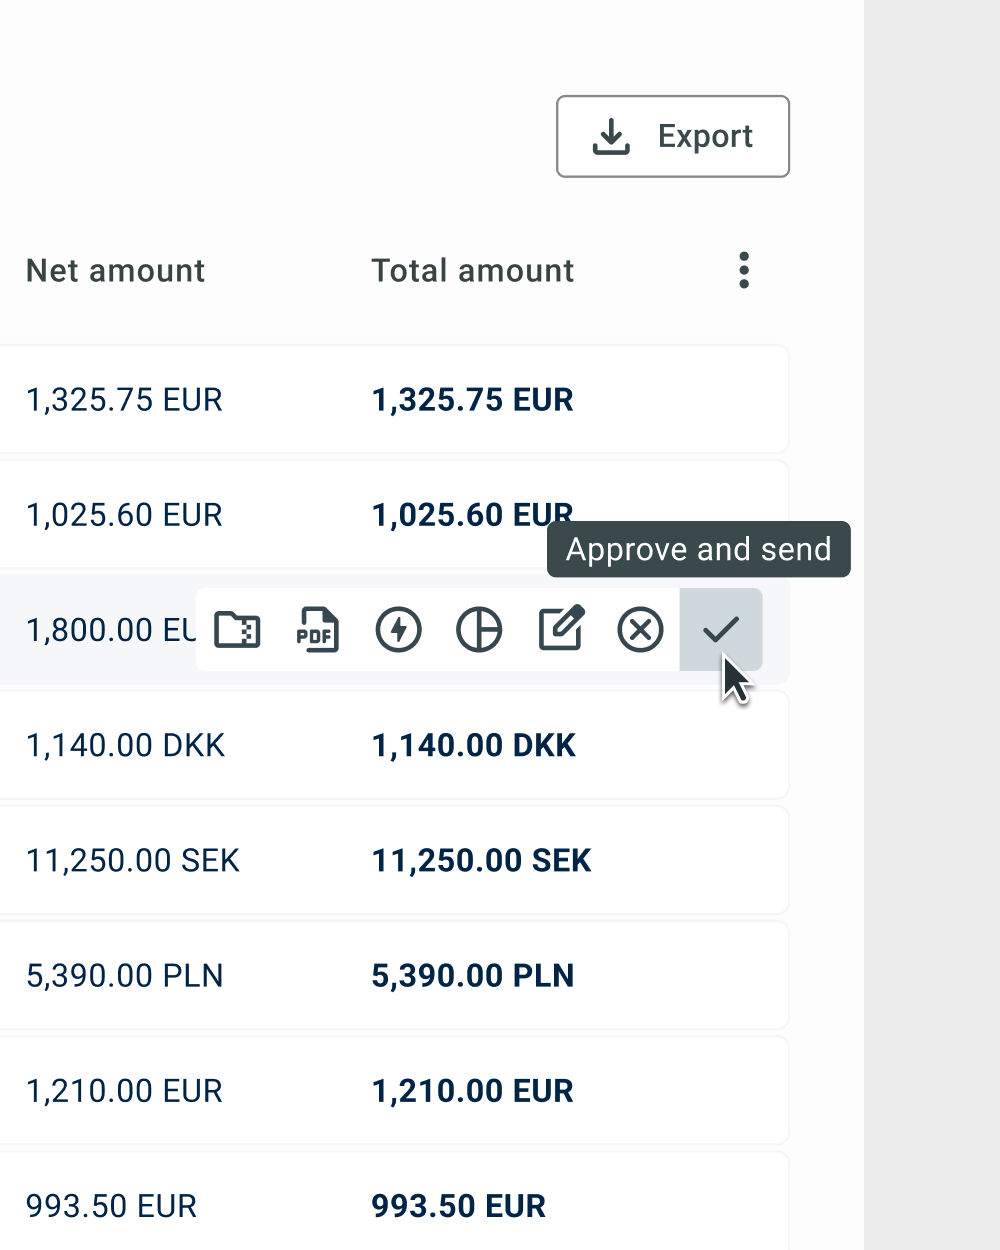 Export
Net amount Total amount
1,325.75 EUR 1,325.75 EUR
1,025.60 EUR 1,025.60 EUR
Approve and send
1,800.00 EU PDF
1,140.00 DKK 1,140.00 DKK
11,250.00 SEK 11,250.00 SEK
5,390.00 PLN 5,390.00 PLN
1,210.00 EUR 1,210.00 EUR
993.50 EUR 993.50 EUR